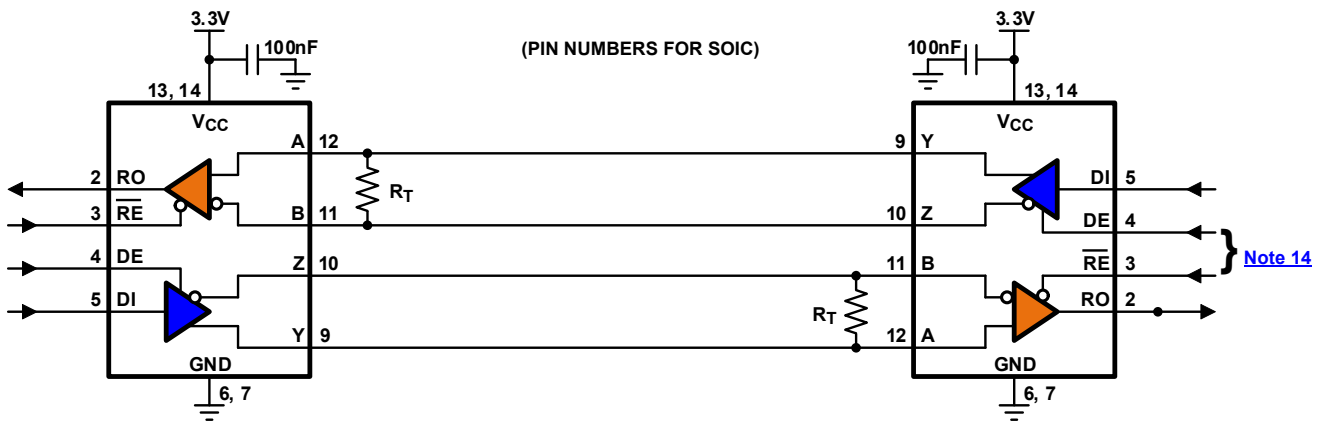 3.3V
3.3V
100nF
(PIN NUMBERS FOR SOIC)
100nF
13, 14
13, 14
VCC
VCC
A 12
9 Y
2 RO
RT
DI 5
3 RE
B 11
10 Z
DE 4
4 DE
Z 10
11 B
RE 3
} Note 14
5 DI
RT
RO 2
Y 9
12 A
GND
GND
6, 7
6, 7